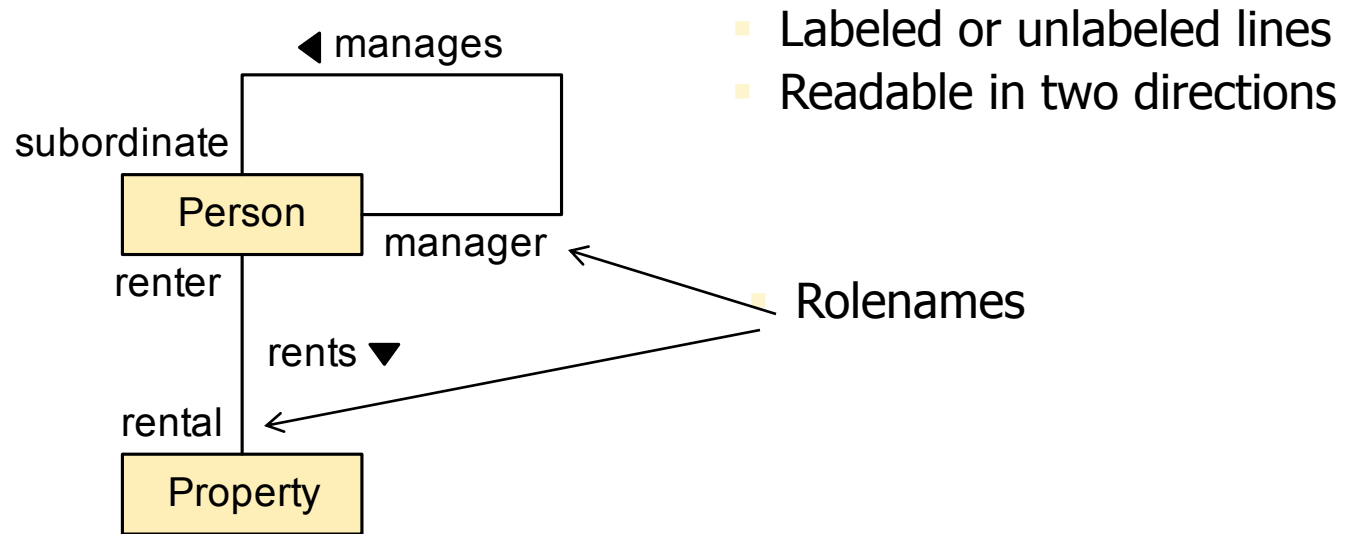 ◀ manages
Labeled or unlabeled lines
Readable in two directions
subordinate
Person
manager
renter
Rolenames
rents ▼
rental
Property